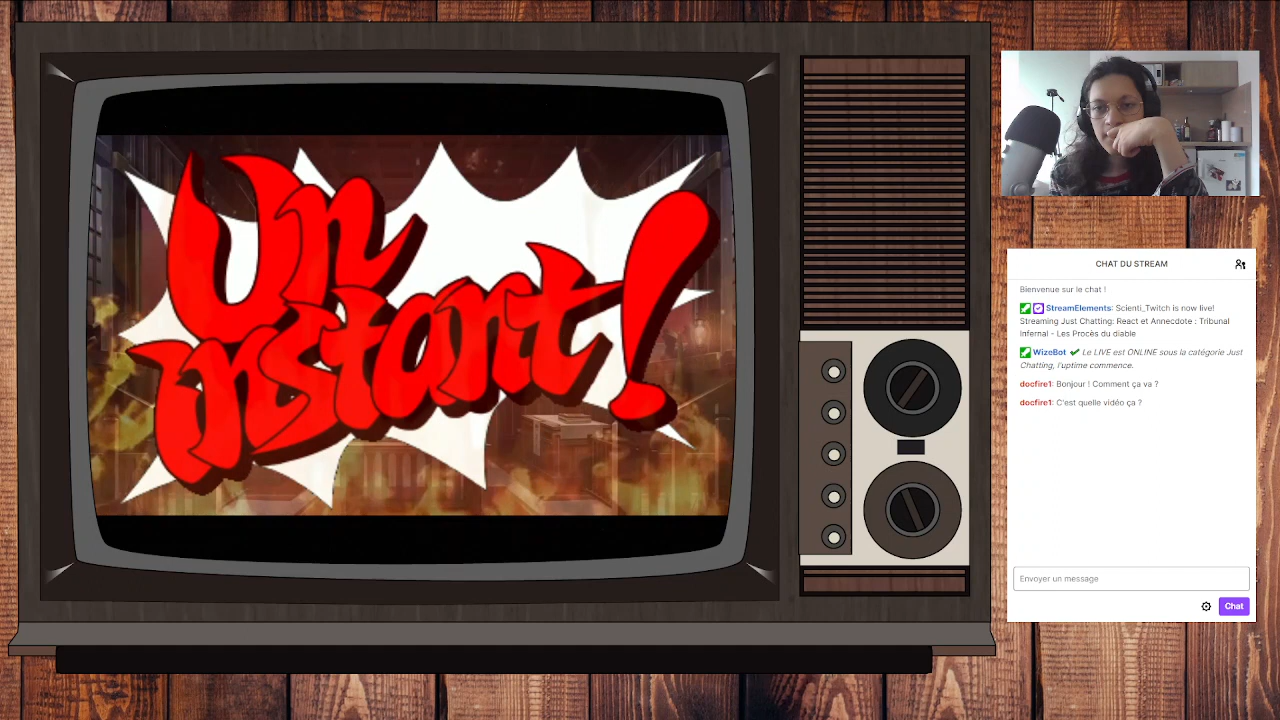 Un
instant!
CHAT DU STREAM
Bienvenue sur le chat !
StreamElements: Scienti_Twitch is now live!
Streaming Just Chatting: React et Annecdote : Tribunal
Infernal - Les Procès du diable
WizeBot ✔ Le LIVE est ONLINE sous la catégorie Just
Chatting, l'uptime commence.
docfire1: Bonjour ! Comment ça va ?
docfire1: C'est quelle vidéo ça ?
Envoyer un message
Chat